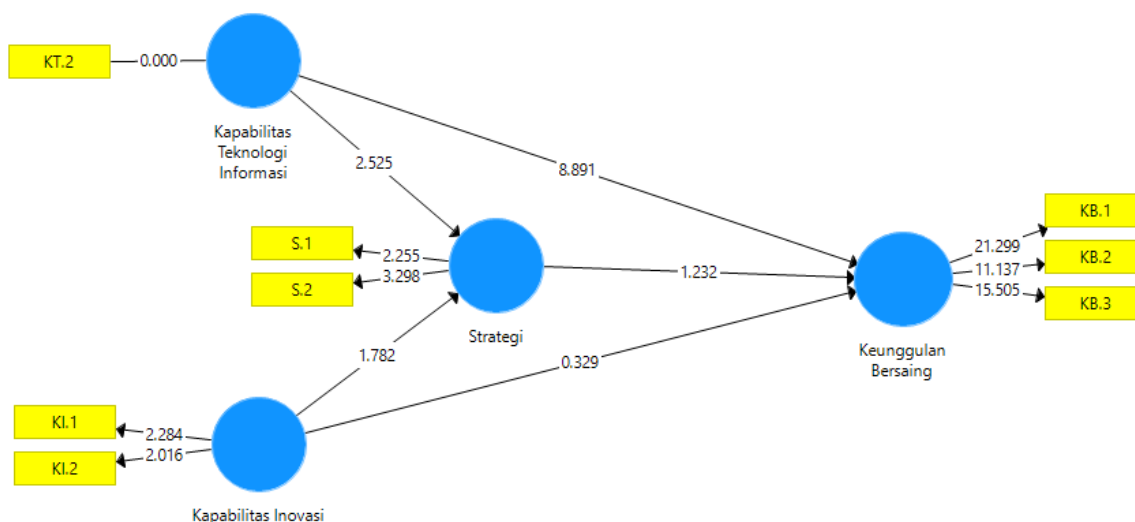 KT.2
0.000
Kapabilitas
Teknologi
Informasi
2.525
8.891
S.1
S.2
2.255
3.298
Strategi
1.232
KB.1
KB.2
KB.3
21.299
11.137
15.505
Keunggulan
Bersaing
1.782
0.329
KI.1
KI.2
2.284
2.016
Kapabilitas Inovasi